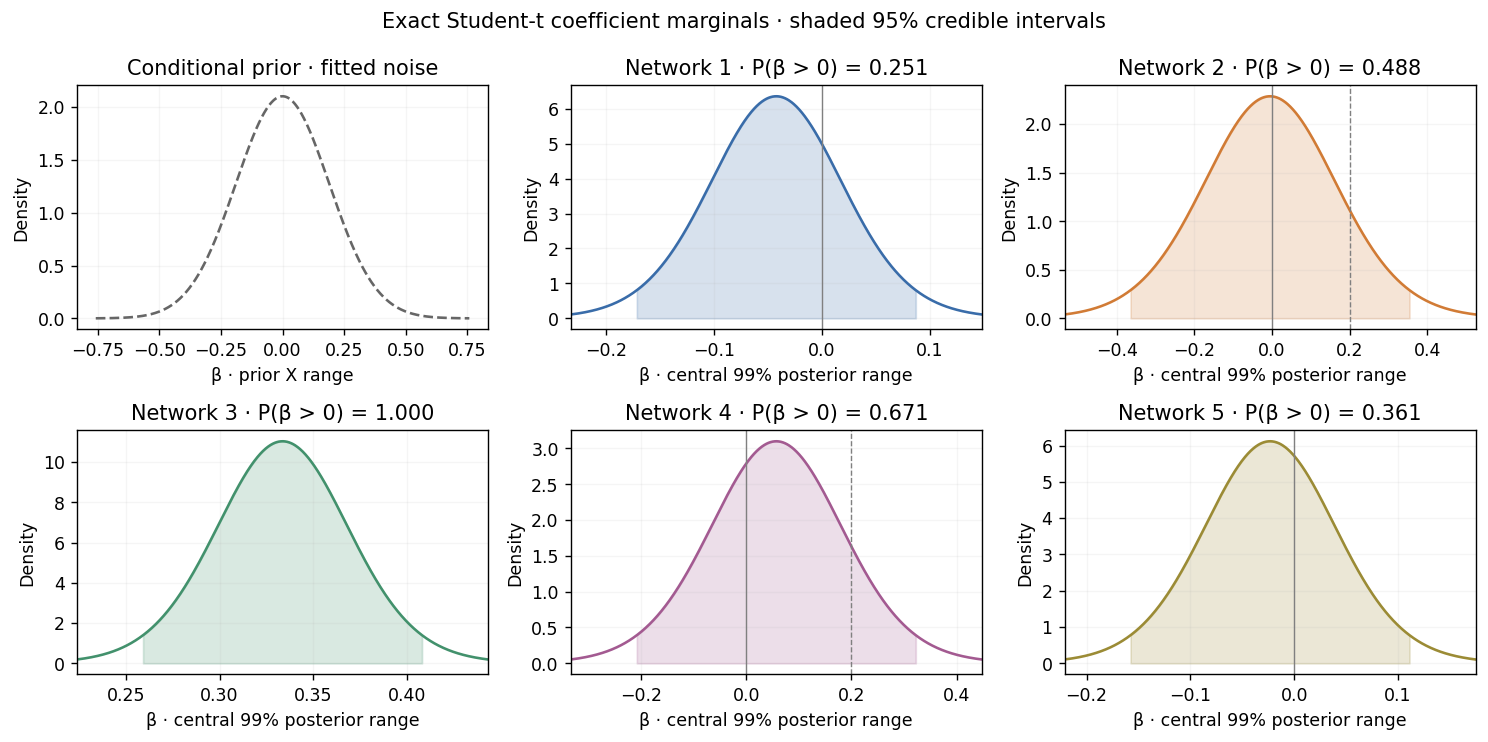 Exact Student-t coefficient marginals · shaded 95% credible intervals
Conditional prior · fitted noise
Density
2.0
1.5
1.0
0.5
0.0
−0.75 −0.50 −0.25 0.00 0.25 0.50 0.75
β · prior X range
Network 1 · P(β > 0) = 0.251
Density
6
5
4
3
2
1
0
−0.2 −0.1 0.0 0.1
β · central 99% posterior range
Network 2 · P(β > 0) = 0.488
Density
2.0
1.5
1.0
0.5
0.0
−0.4 −0.2 0.0 0.2 0.4
β · central 99% posterior range
Network 3 · P(β > 0) = 1.000
Density
10
8
6
4
2
0
0.25 0.30 0.35 0.40
β · central 99% posterior range
Network 4 · P(β > 0) = 0.671
Density
3.0
2.5
2.0
1.5
1.0
0.5
0.0
−0.2 0.0 0.2 0.4
β · central 99% posterior range
Network 5 · P(β > 0) = 0.361
Density
6
5
4
3
2
1
0
−0.2 −0.1 0.0 0.1
β · central 99% posterior range